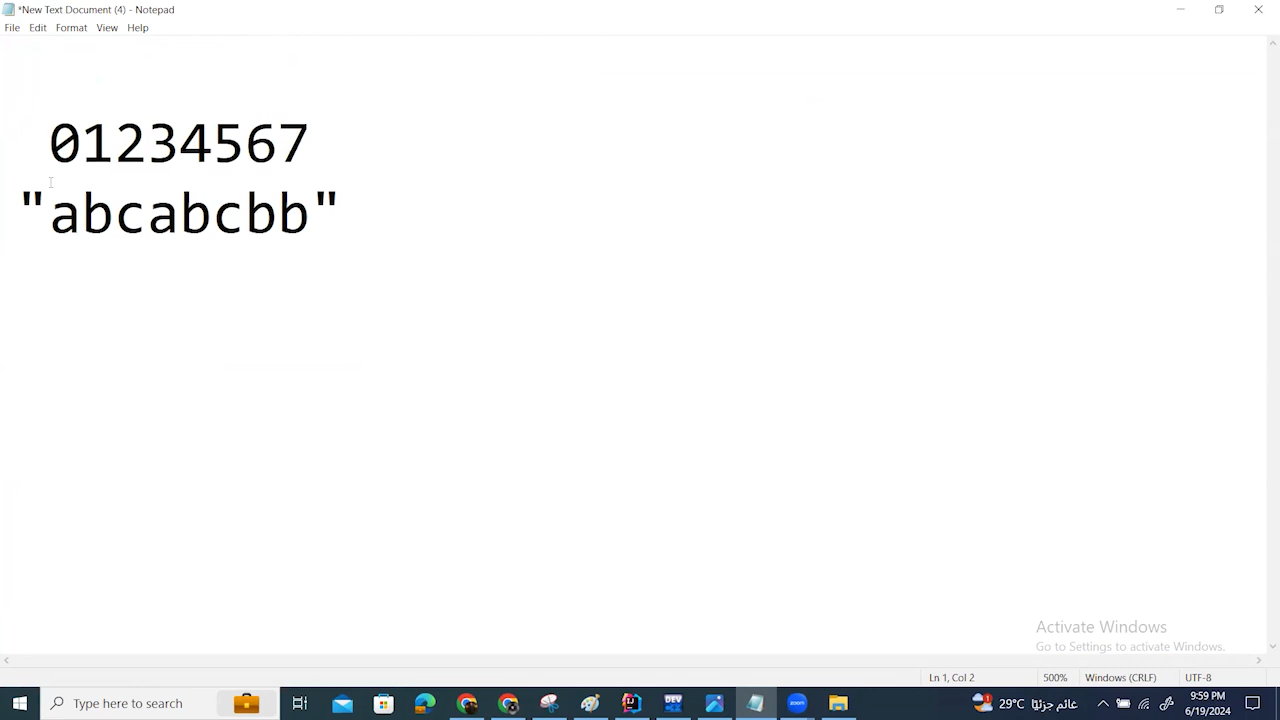 *New Text Document (4) - Notepad
File Edit Format View Help
01234567
"abcabcbb"
Activate Windows
Go to Settings to activate Windows.
Ln 1, Col 2 500% Windows (CRLF) UTF-8
Type here to search
29°C غائم جزئيًا
9:59 PM
6/19/2024